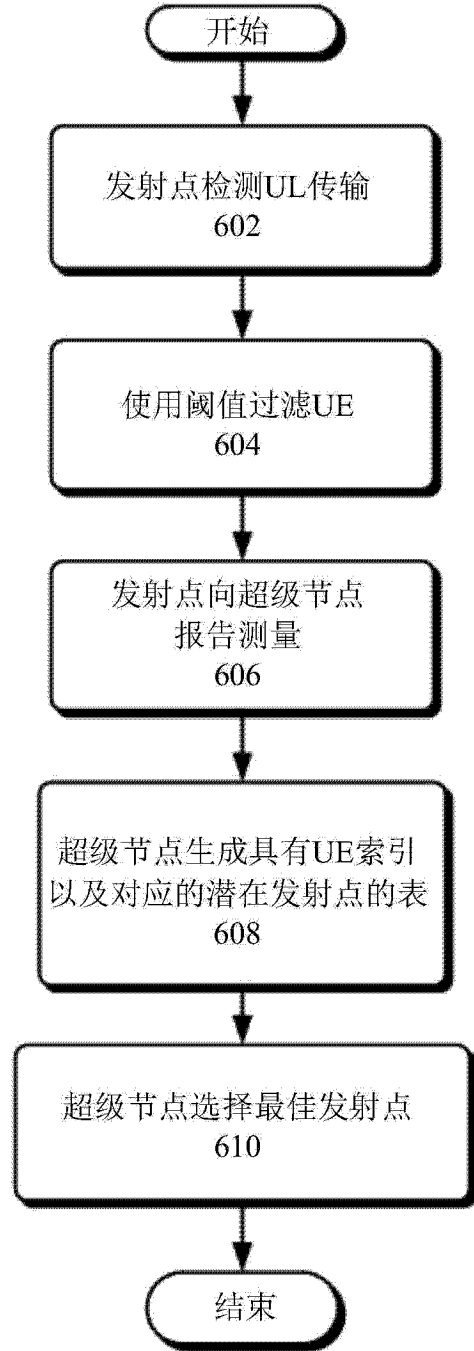 开始
发射点检测UL传输
602
使用阈值过滤UE
604
发射点向超级节点
报告测量
606
超级节点生成具有UE索引
以及对应的潜在发射点的表
608
超级节点选择最佳发射点
610
结束